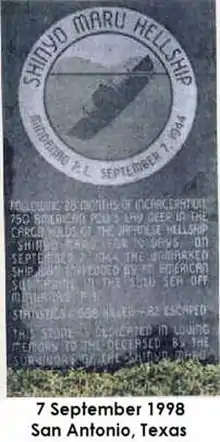 SHINYO MARU HELLSHIP
MINDANAO P.I. SEPTEMBER 7, 1944
FOLLOWING 28 MONTHS OF INCARCERATION
750 AMERICAN POW'S LAY DEEP IN THE
CARGO HOLDS OF THE JAPANESE HELLSHIP
SHINYO MARU FOR 19 DAYS. ON
SEPTEMBER 7, 1944 THE UNMARKED
SHIP WAS TORPEDOED BY AN AMERICAN
SUBMARINE IN THE SULU SEA OFF
MINDANAO P.I.
STATISTICS: 668 KILLED - 82 ESCAPED
THIS STONE IS DEDICATED IN LOVING
MEMORY TO THE DECEASED BY THE
SURVIVORS OF THE SHINYO MARU
7 September 1998
San Antonio, Texas